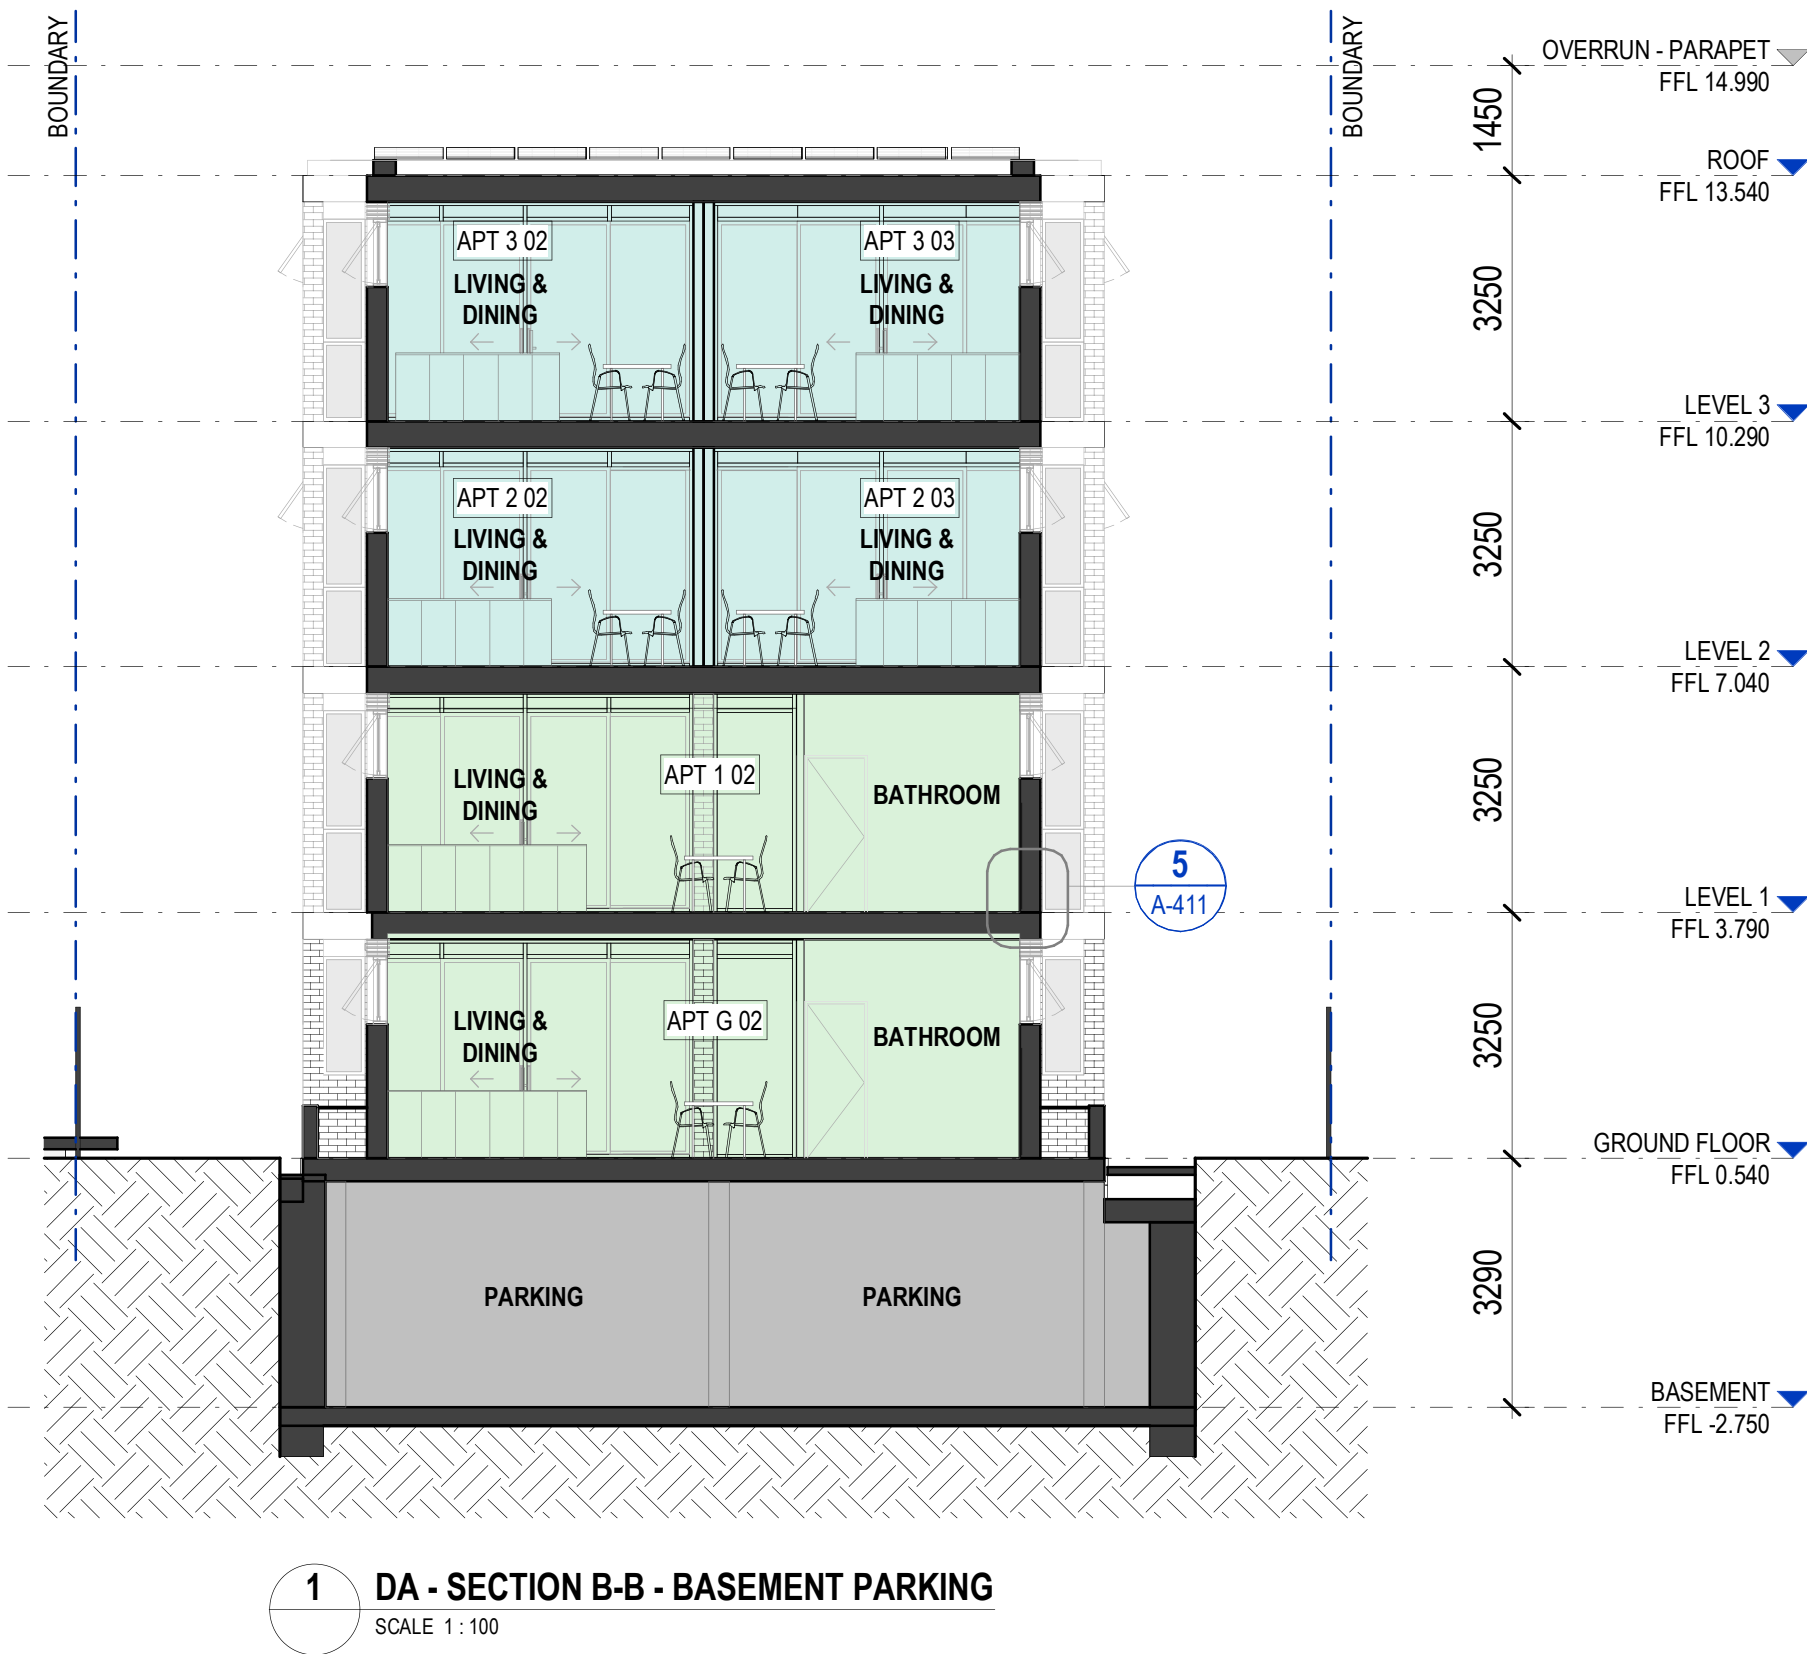 BOUNDARY
BOUNDARY
OVERRUN - PARAPET
FFL 14.990
1450
ROOF
FFL 13.540
APT 3 02
LIVING &
DINING
APT 3 03
LIVING &
DINING
3250
LEVEL 3
FFL 10.290
APT 2 02
LIVING &
DINING
APT 2 03
LIVING &
DINING
3250
LEVEL 2
FFL 7.040
LIVING &
DINING
APT 1 02
BATHROOM
3250
5
A-411
LEVEL 1
FFL 3.790
LIVING &
DINING
APT G 02
BATHROOM
3250
GROUND FLOOR
FFL 0.540
PARKING
PARKING
3290
BASEMENT
FFL -2.750
1
DA - SECTION B-B - BASEMENT PARKING
SCALE 1 : 100